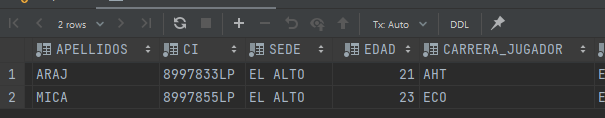 2 rows Tx: Auto DDL
APELLIDOS CI SEDE EDAD CARRERA_JUGADOR
1 ARAJ 8997833LP EL ALTO 21 AHT E
2 MICA 8997855LP EL ALTO 23 ECO E